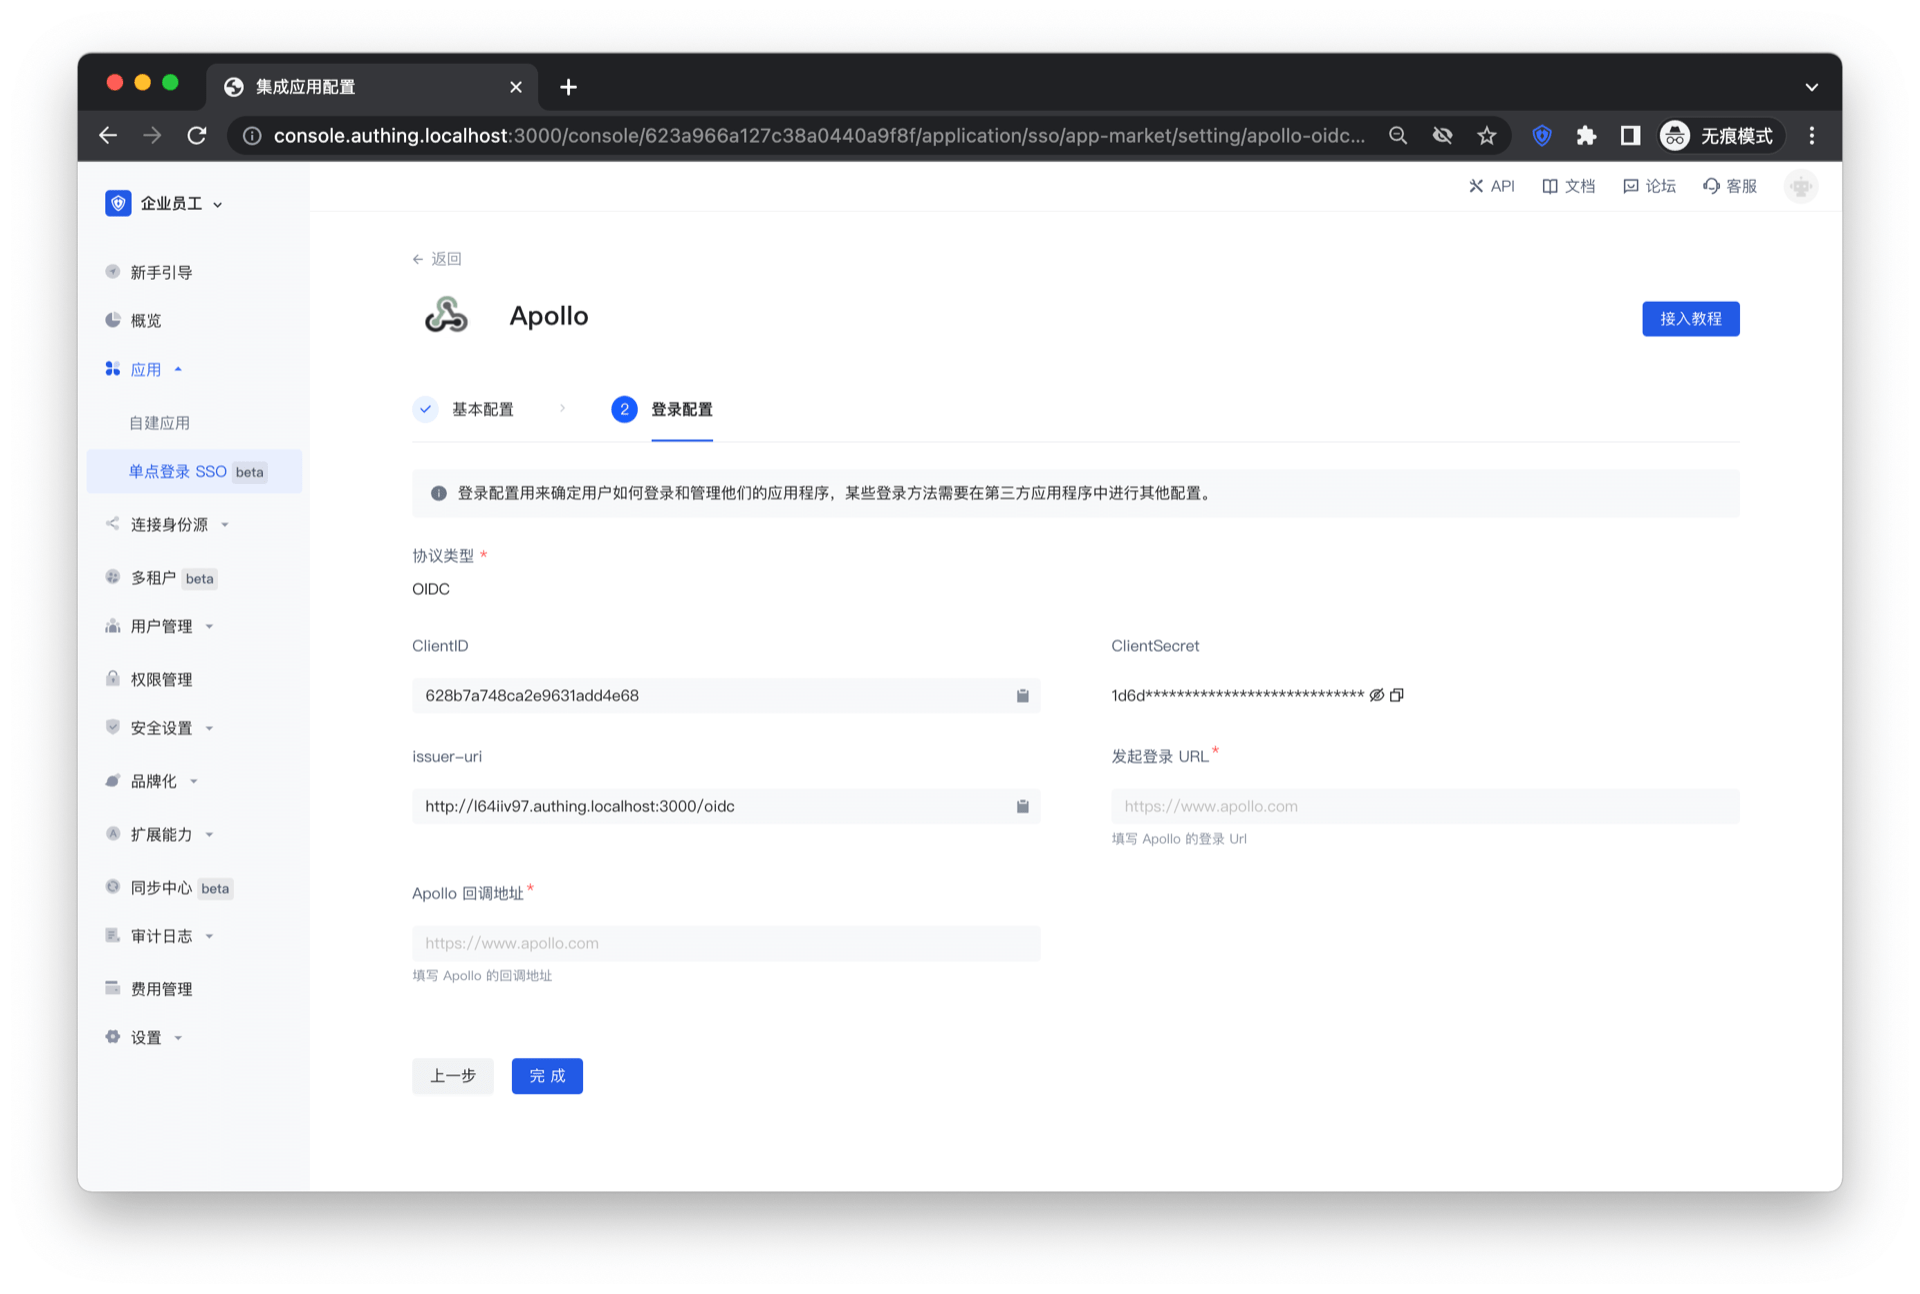 集成应用配置
console.authing.localhost:3000/console/623a966a127c38a0440a9f8f/application/sso/app-market/setting/apollo-oidc...
无痕模式
企业员工
API
文档
论坛
客服
新手引导
概览
应用
自建应用
单点登录 SSO beta
连接身份源
多租户 beta
用户管理
权限管理
安全设置
品牌化
扩展能力
同步中心 beta
审计日志
费用管理
设置
返回
Apollo
接入教程
基本配置
2 登录配置
登录配置用来确定用户如何登录和管理他们的应用程序，某些登录方法需要在第三方应用程序中进行其他配置。
协议类型 *
OIDC
ClientID
628b7a748ca2e9631add4e68
ClientSecret
1d6d****************************
issuer-uri
http://l64iiv97.authing.localhost:3000/oidc
发起登录 URL *
https://www.apollo.com
填写 Apollo 的登录 Url
Apollo 回调地址 *
https://www.apollo.com
填写 Apollo 的回调地址
上一步
完 成